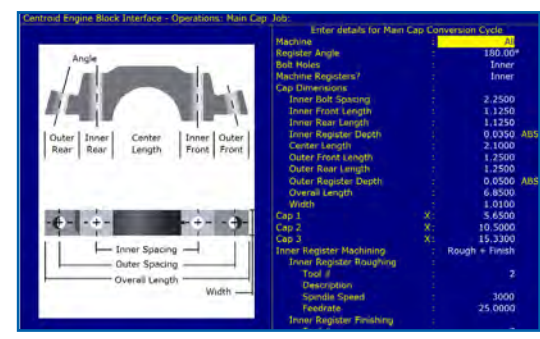 Centroid Engine Block Interface - Operations: Main Cap Job:
Angle
Outer Rear
Inner Rear
Center Length
Inner Front
Outer Front
Inner Spacing
Outer Spacing
Overall Length
Width
Enter details for Main Cap Conversion Cycle
Machine : All
Register Angle : 180.00°
Bolt Holes : Inner
Machine Registers? : Inner
Cap Dimensions :
Inner Bolt Spacing : 2.2500
Inner Front Length : 1.1250
Inner Rear Length : 1.1250
Inner Register Depth : 0.0350 ABS
Center Length : 2.1000
Outer Front Length : 1.2500
Outer Rear Length : 1.2500
Outer Register Depth : 0.0500 ABS
Overall Length : 6.8500
Width : 1.0100
Cap 1 X: 5.6500
Cap 2 X: 10.5000
Cap 3 X: 15.3300
Inner Register Machining : Rough + Finish
Inner Register Roughing :
Tool # : 2
Description :
Spindle Speed : 3000
Feedrate : 25.0000
Inner Register Finishing :